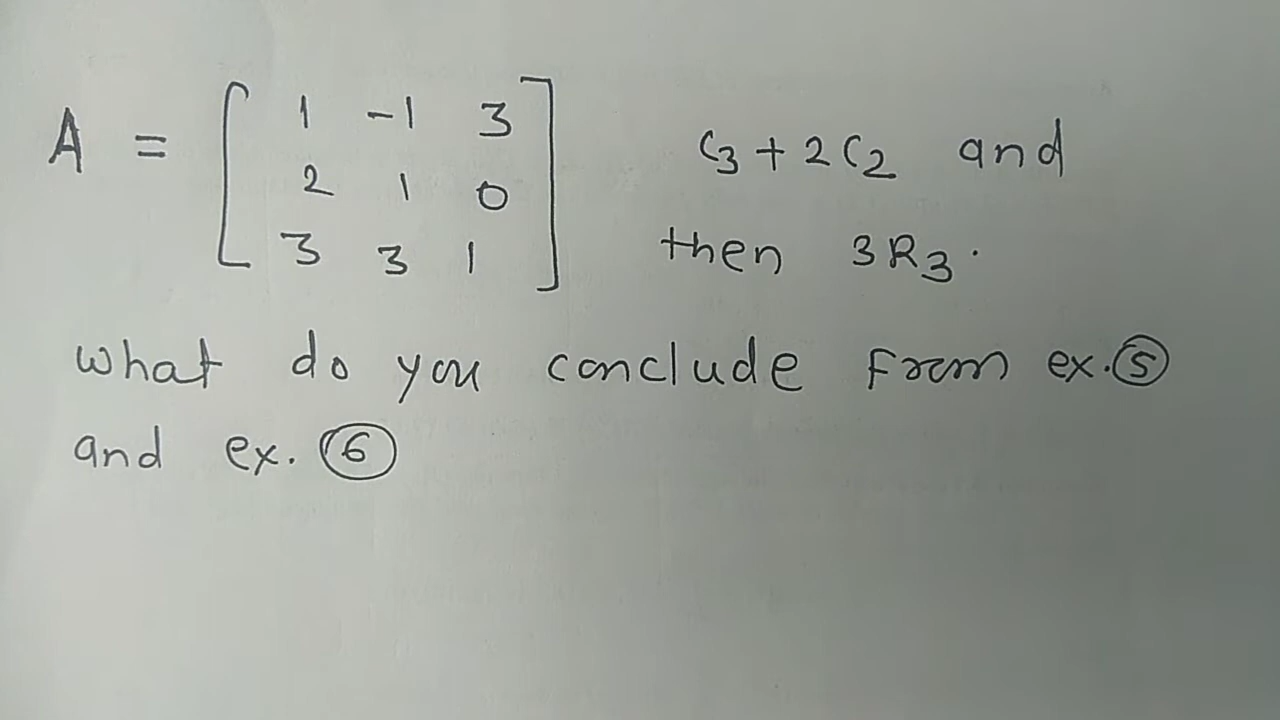 A = [ 1 -1 3
2 1 0
3 3 1 ]
C3 + 2C2 and
then 3R3.
What do you conclude from ex. ⑤
and ex. ⑥